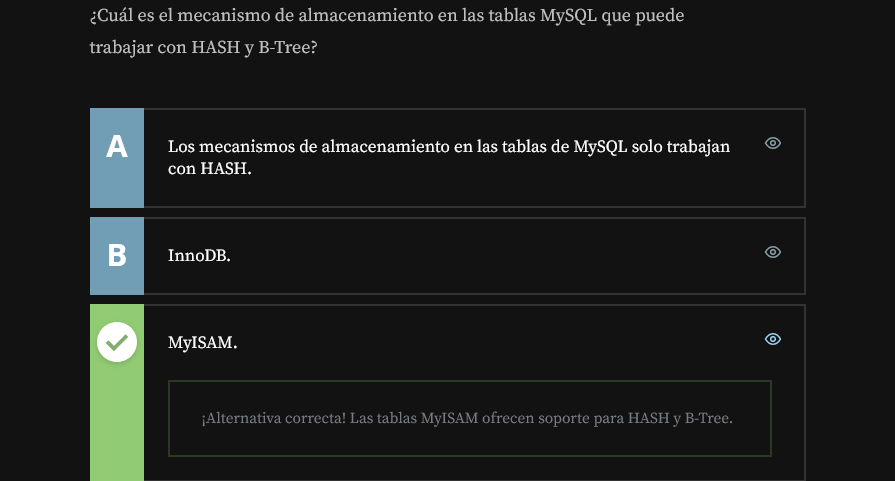 ¿Cuál es el mecanismo de almacenamiento en las tablas MySQL que puede
trabajar con HASH y B-Tree?
A
Los mecanismos de almacenamiento en las tablas de MySQL solo trabajan
con HASH.
B
InnoDB.
MyISAM.
¡Alternativa correcta! Las tablas MyISAM ofrecen soporte para HASH y B-Tree.